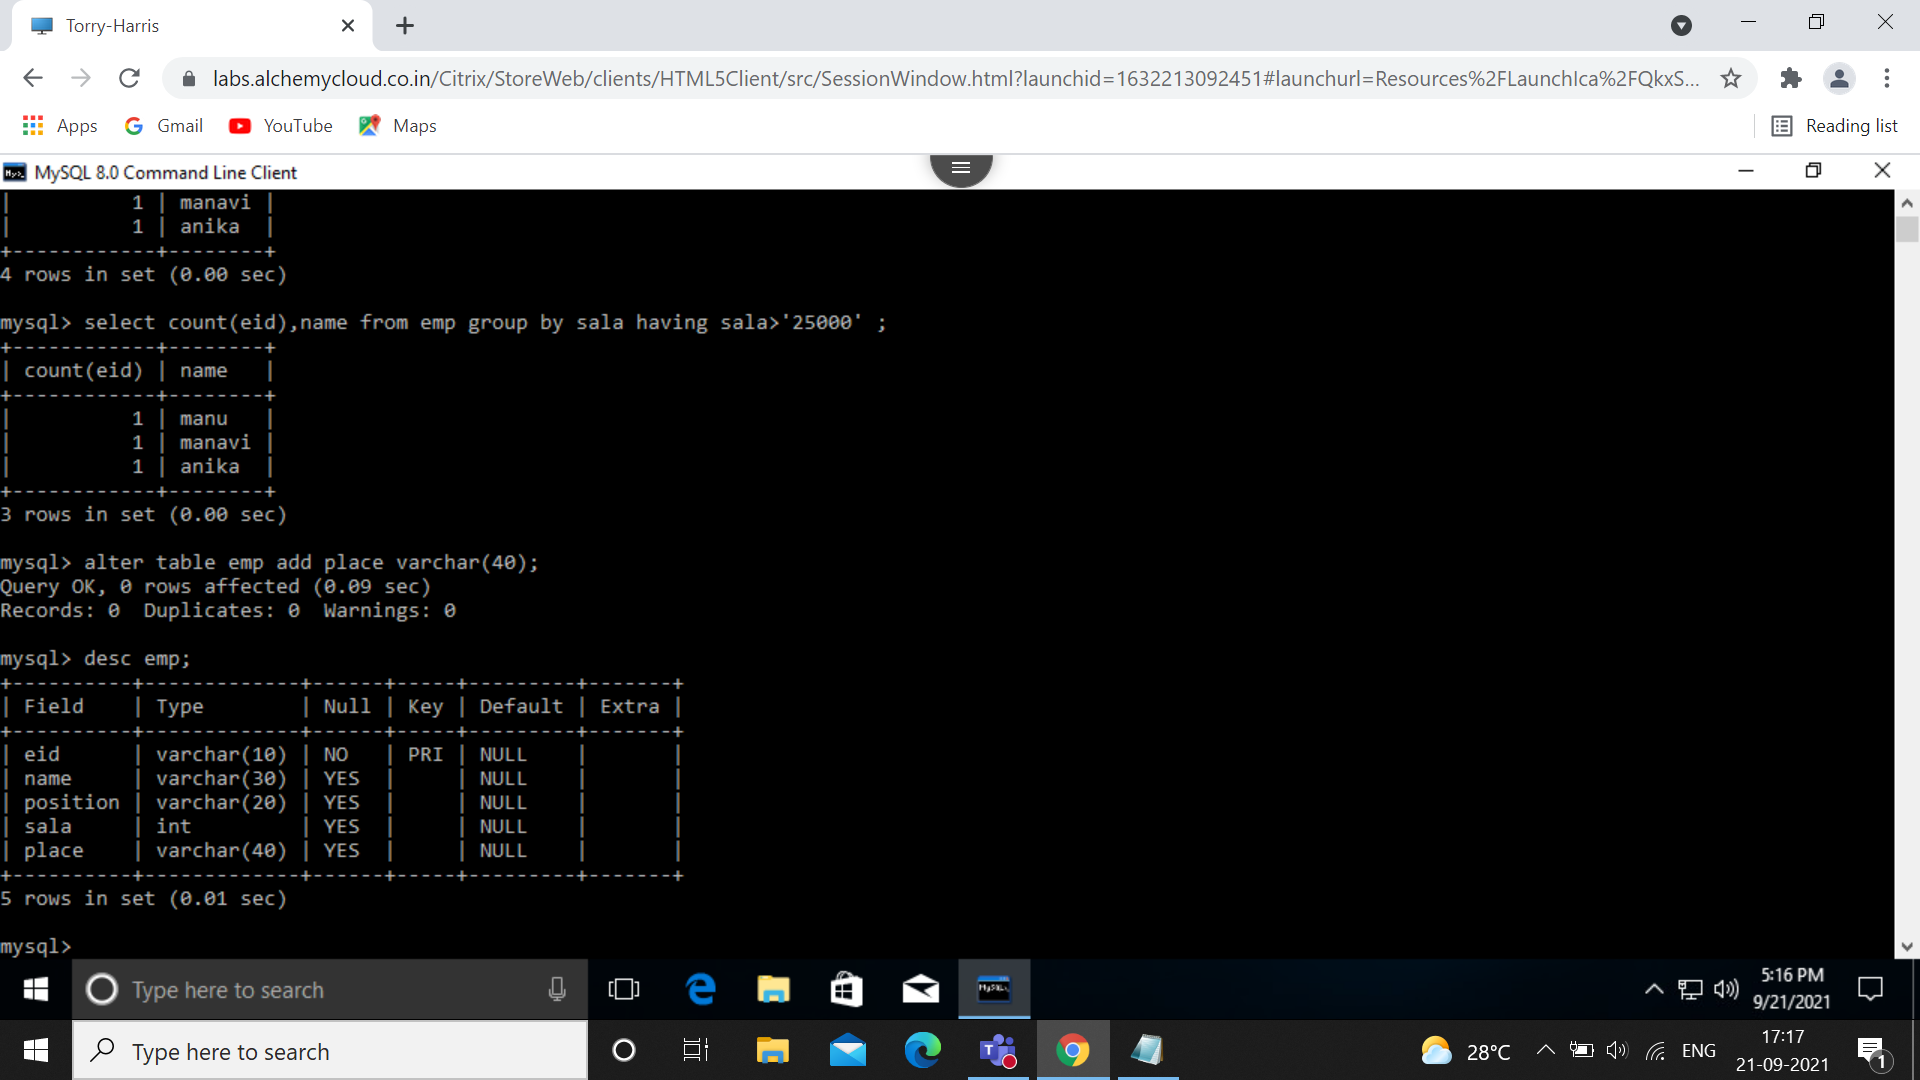 Torry-Harris
labs.alchemycloud.co.in/Citrix/StoreWeb/clients/HTML5Client/src/SessionWindow.html?launchid=1632213092451#launchurl=Resources%2FLaunchIca%2FQkxS...
Apps Gmail YouTube Maps Reading list
MySQL 8.0 Command Line Client
| 1 | manavi |
| 1 | anika |
+------------+--------+
4 rows in set (0.00 sec)
mysql> select count(eid),name from emp group by sala having sala>'25000' ;
+------------+--------+
| count(eid) | name |
+------------+--------+
| 1 | manu |
| 1 | manavi |
| 1 | anika |
+------------+--------+
3 rows in set (0.00 sec)
mysql> alter table emp add place varchar(40);
Query OK, 0 rows affected (0.09 sec)
Records: 0 Duplicates: 0 Warnings: 0
mysql> desc emp;
+----------+-------------+------+-----+---------+-------+
| Field | Type | Null | Key | Default | Extra |
+----------+-------------+------+-----+---------+-------+
| eid | varchar(10) | NO | PRI | NULL | |
| name | varchar(30) | YES | | NULL | |
| position | varchar(20) | YES | | NULL | |
| sala | int | YES | | NULL | |
| place | varchar(40) | YES | | NULL | |
+----------+-------------+------+-----+---------+-------+
5 rows in set (0.01 sec)
mysql>
Type here to search
5:16 PM
9/21/2021
Type here to search
28°C
ENG
17:17
21-09-2021
1